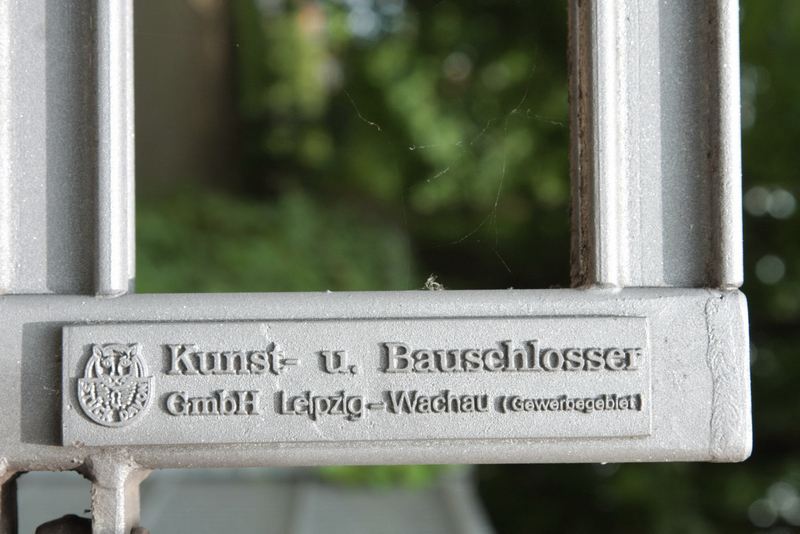 Kunst- u. Bauschlosser
GmbH Leipzig-Wachau (Gewerbegebiet)